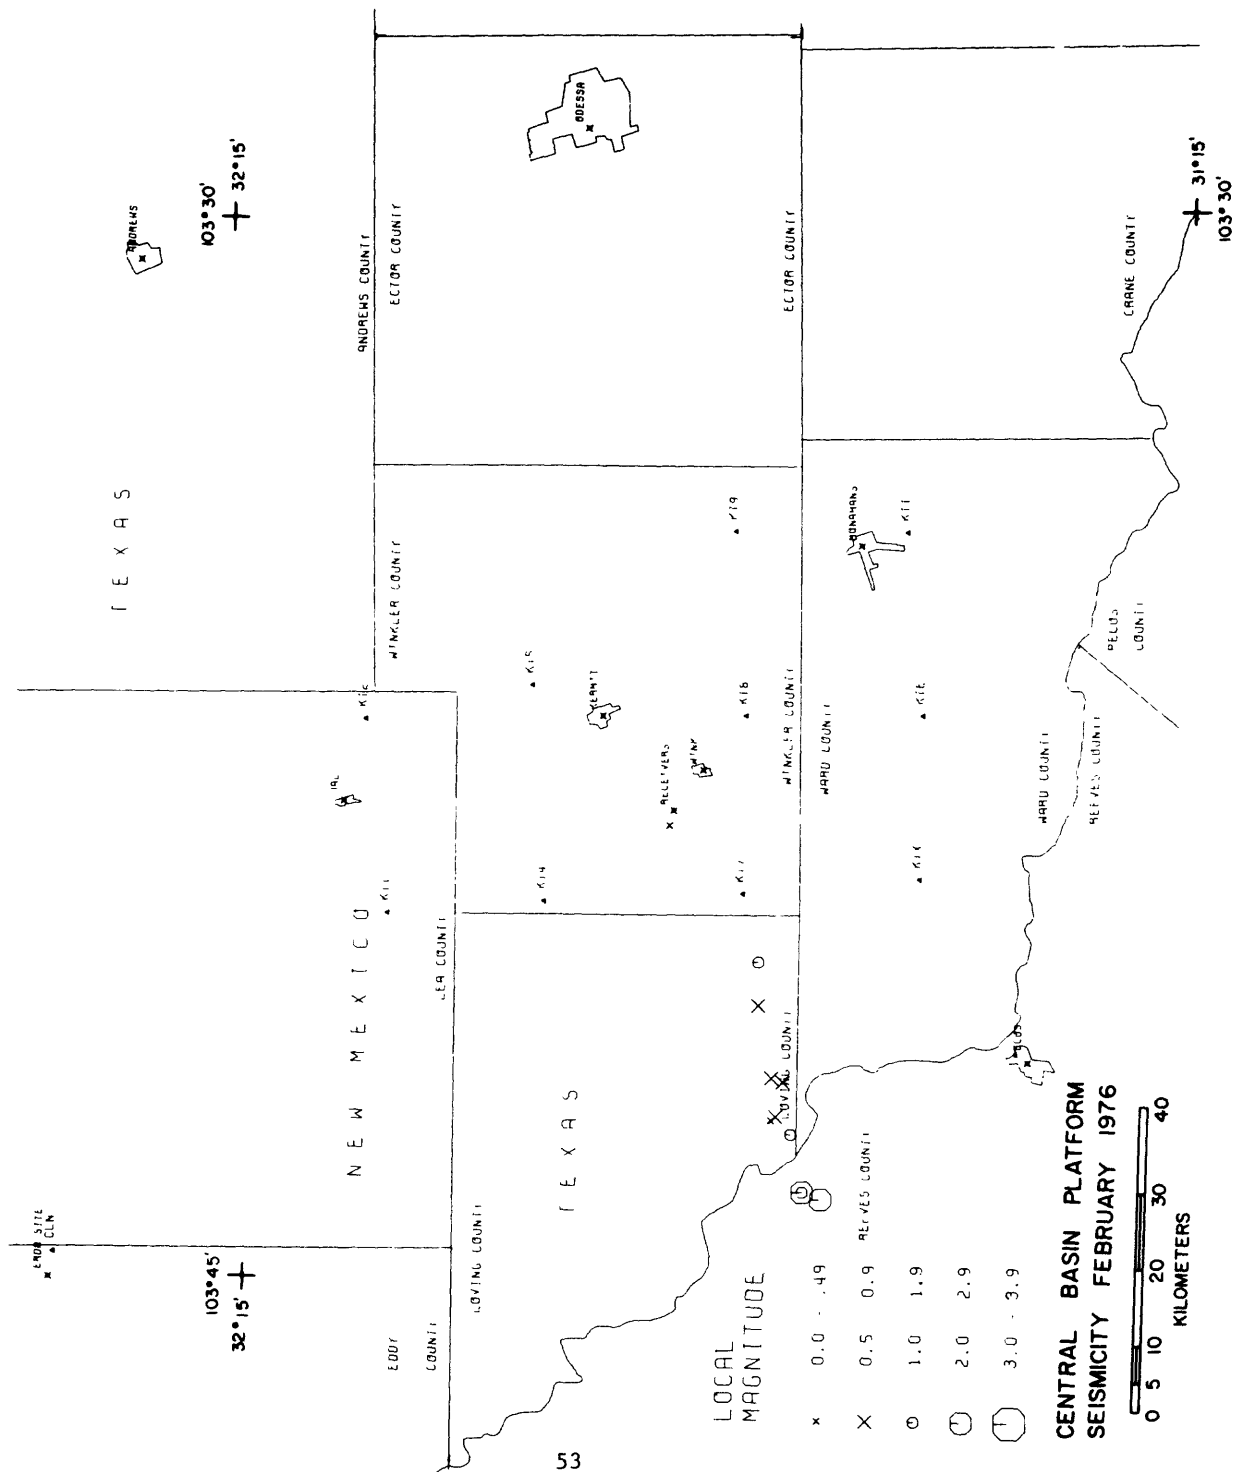 ERDA SITE
CLN
103°45'
32°15'
103°30'
32°15'
ANDREWS
TEXAS
NEW MEXICO
ANDREWS COUNTY
ECTOR COUNTY
ODESSA
EDDY
COUNTY
LEA COUNTY
WINKLER COUNTY
KERMIT
RECEIVERS
WINK
LOVING COUNTY
TEXAS
LOVING COUNTY
WINKLER COUNTY
WARD COUNTY
ECTOR COUNTY
MONAHANS
CRANE COUNTY
REEVES COUNTY
WARD COUNTY
REEVES COUNTY
PECOS
COUNTY
31°15'
103°30'
LOCAL
MAGNITUDE
0.0 - .49
0.5 0.9
1.0 1.9
2.0 2.9
3.0 - 3.9
CENTRAL BASIN PLATFORM
SEISMICITY FEBRUARY 1976
0 5 10 20 30 40
KILOMETERS
53